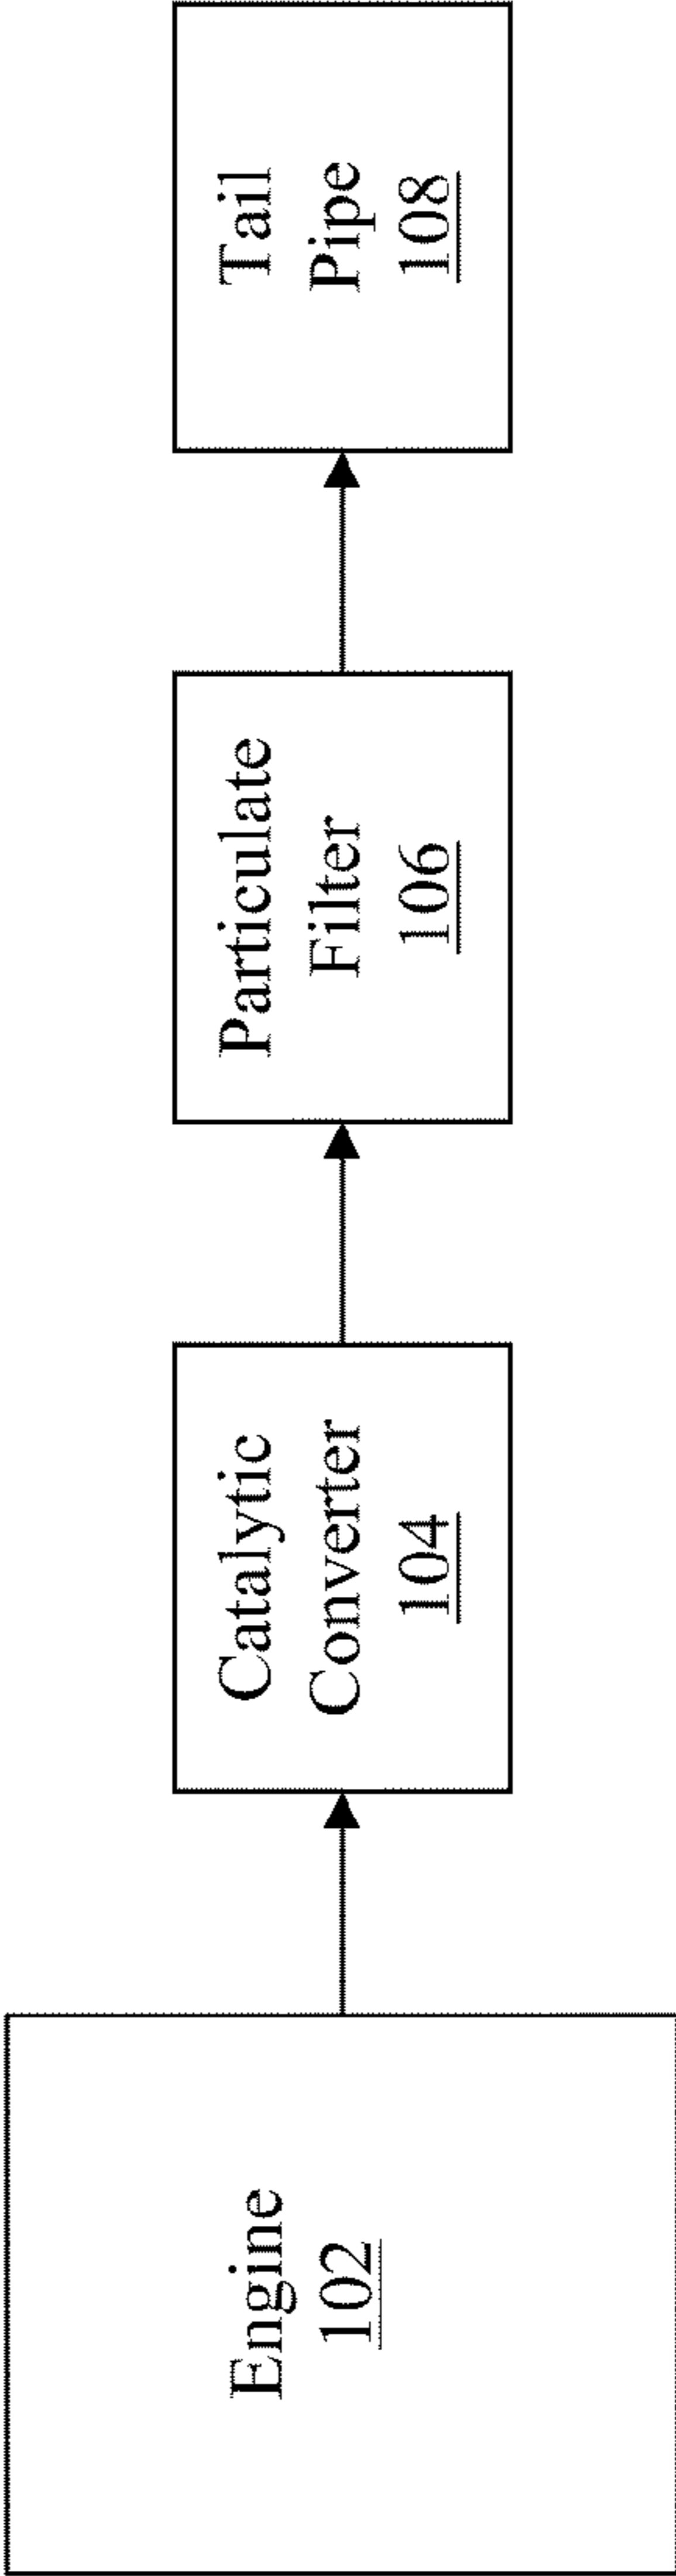 Engine
102
Catalytic
Converter
104
Particulate
Filter
106
Tail
Pipe
108